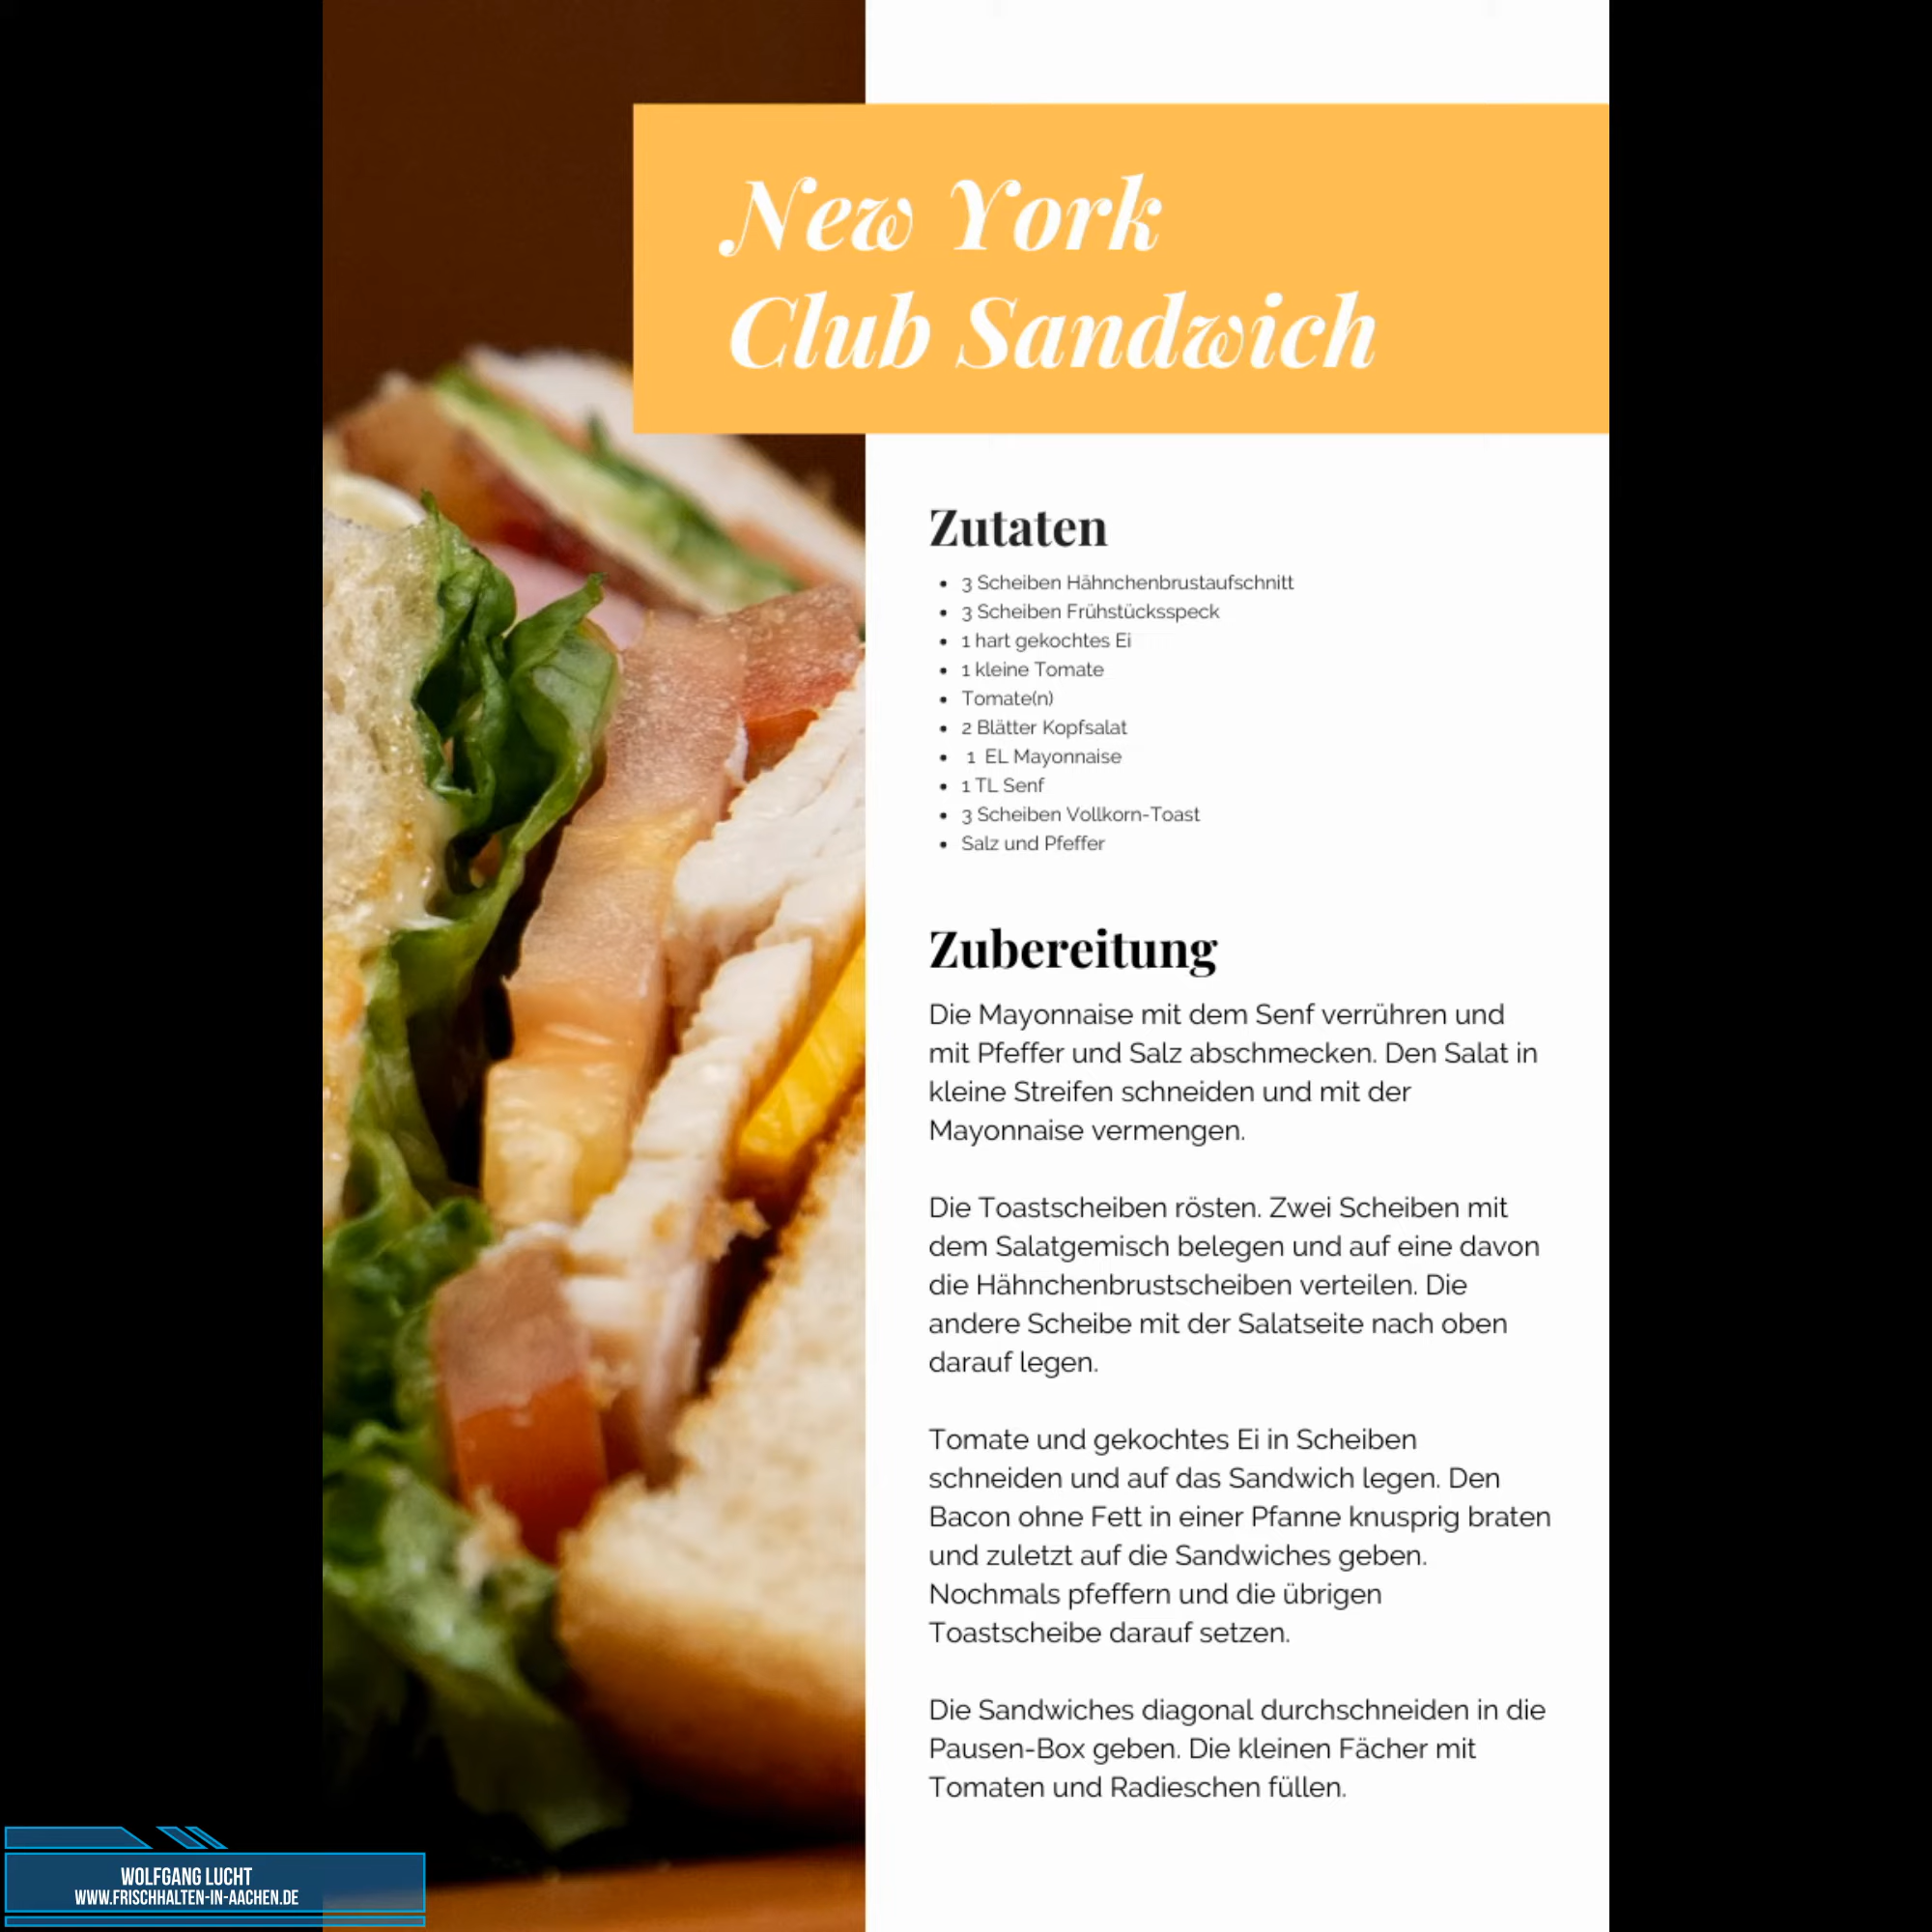 New York
Club Sandwich
Zutaten
• 3 Scheiben Hähnchenbrustaufschnitt
• 3 Scheiben Frühstücksspeck
• 1 hart gekochtes Ei
• 1 kleine Tomate
• Tomate(n)
• 2 Blätter Kopfsalat
• 1 EL Mayonnaise
• 1 TL Senf
• 3 Scheiben Vollkorn-Toast
• Salz und Pfeffer
Zubereitung
Die Mayonnaise mit dem Senf verrühren und
mit Pfeffer und Salz abschmecken. Den Salat in
kleine Streifen schneiden und mit der
Mayonnaise vermengen.
Die Toastscheiben rösten. Zwei Scheiben mit
dem Salatgemisch belegen und auf eine davon
die Hähnchenbrustscheiben verteilen. Die
andere Scheibe mit der Salatseite nach oben
darauf legen.
Tomate und gekochtes Ei in Scheiben
schneiden und auf das Sandwich legen. Den
Bacon ohne Fett in einer Pfanne knusprig braten
und zuletzt auf die Sandwiches geben.
Nochmals pfeffern und die übrigen
Toastscheibe darauf setzen.
Die Sandwiches diagonal durchschneiden in die
Pausen-Box geben. Die kleinen Fächer mit
Tomaten und Radieschen füllen.
WOLFGANG LUCHT
WWW.FRISCHHALTEN-IN-AACHEN.DE